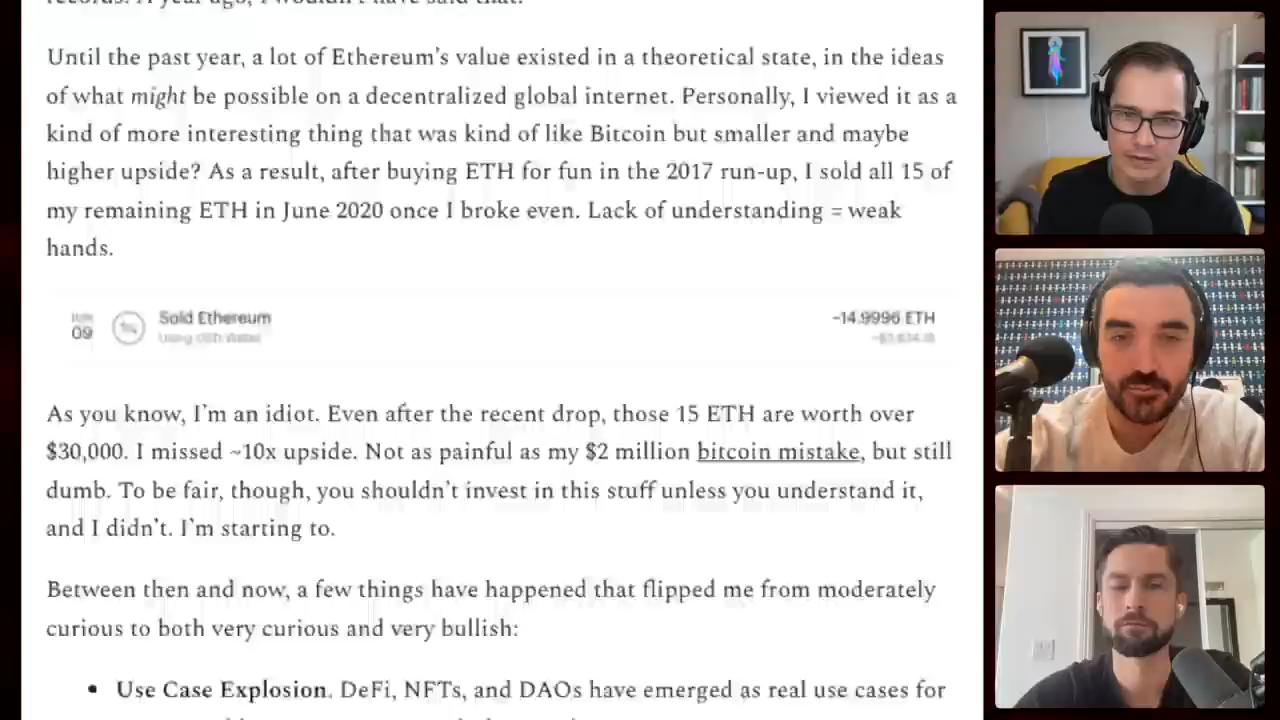 records. A year ago, I wouldn't have said that.
Until the past year, a lot of Ethereum's value existed in a theoretical state, in the ideas
of what might be possible on a decentralized global internet. Personally, I viewed it as a
kind of more interesting thing that was kind of like Bitcoin but smaller and maybe
higher upside? As a result, after buying ETH for fun in the 2017 run-up, I sold all 15 of
my remaining ETH in June 2020 once I broke even. Lack of understanding = weak
hands.
JUN
09
Sold Ethereum
-14.9996 ETH
As you know, I'm an idiot. Even after the recent drop, those 15 ETH are worth over
$30,000. I missed ~10x upside. Not as painful as my $2 million bitcoin mistake, but still
dumb. To be fair, though, you shouldn't invest in this stuff unless you understand it,
and I didn't. I'm starting to.
Between then and now, a few things have happened that flipped me from moderately
curious to both very curious and very bullish:
• Use Case Explosion. DeFi, NFTs, and DAOs have emerged as real use cases for